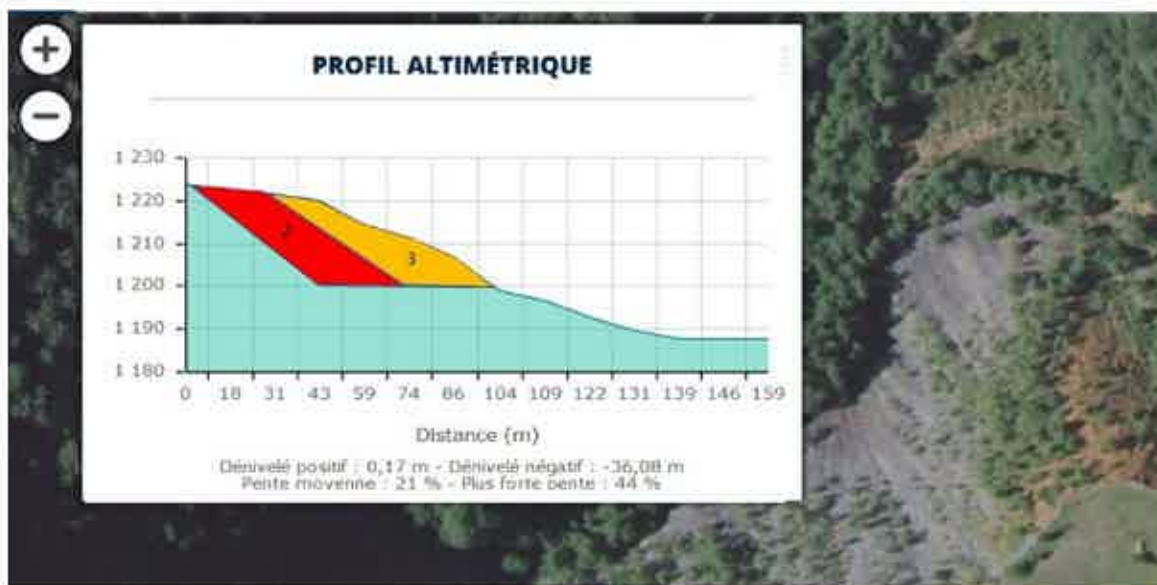 +
−
PROFIL ALTIMÉTRIQUE
1 230
1 220
1 210
1 200
1 190
1 180
2
3
0 18 31 43 59 74 86 104 109 122 131 139 146 159
Distance (m)
Dénivelé positif : 0,17 m - Dénivelé négatif : -36,08 m
Pente moyenne : 21 % - Plus forte pente : 44 %